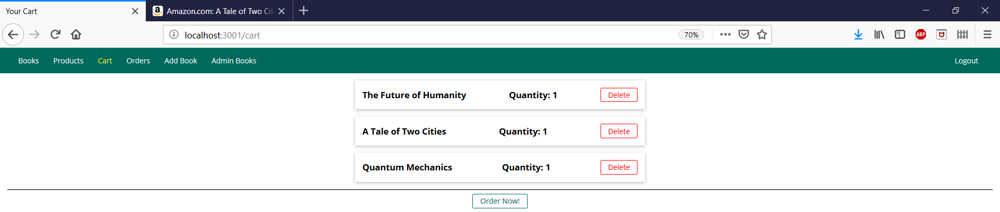 Your Cart
Amazon.com: A Tale of Two Cit
localhost:3001/cart
70%
ABP
Books Products Cart Orders Add Book Admin Books Logout
The Future of Humanity Quantity: 1 Delete
A Tale of Two Cities Quantity: 1 Delete
Quantum Mechanics Quantity: 1 Delete
Order Now!